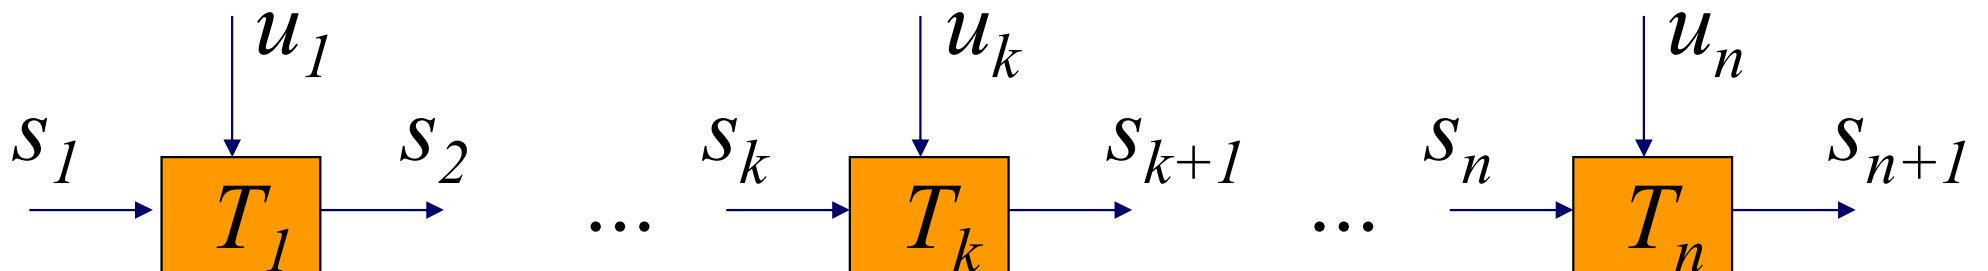 u₁ uₖ uₙ
s₁ s₂ sₖ sₖ₊₁ sₙ sₙ₊₁
T₁ ... Tₖ ... Tₙ